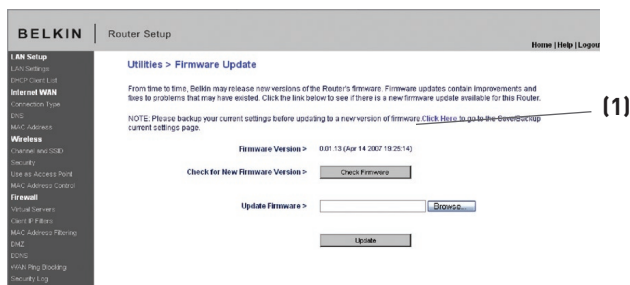 BELKIN
Router Setup
Home | Help | Logout
LAN Setup
LAN Settings
DHCP Client List
Internet WAN
Connection Type
DNS
MAC Address
Wireless
Channel and SSID
Security
Use as Access Point
MAC Address Control
Firewall
Virtual Servers
Client IP Filters
MAC Address Filtering
DMZ
DDNS
WAN Ping Blocking
Security Log
Utilities > Firmware Update
From time to time, Belkin may release new versions of the Router's firmware. Firmware updates contain improvements and
fixes to problems that may have existed. Click the link below to see if there is a new firmware update available for this Router.
NOTE: Please backup your current settings before updating to a new version of firmware.Click Here to go to the Save/Backup
current settings page.
(1)
Firmware Version > 0.01.13 (Apr 14 2007 19:25:14)
Check for New Firmware Version > Check Firmware
Update Firmware > Browse...
Update